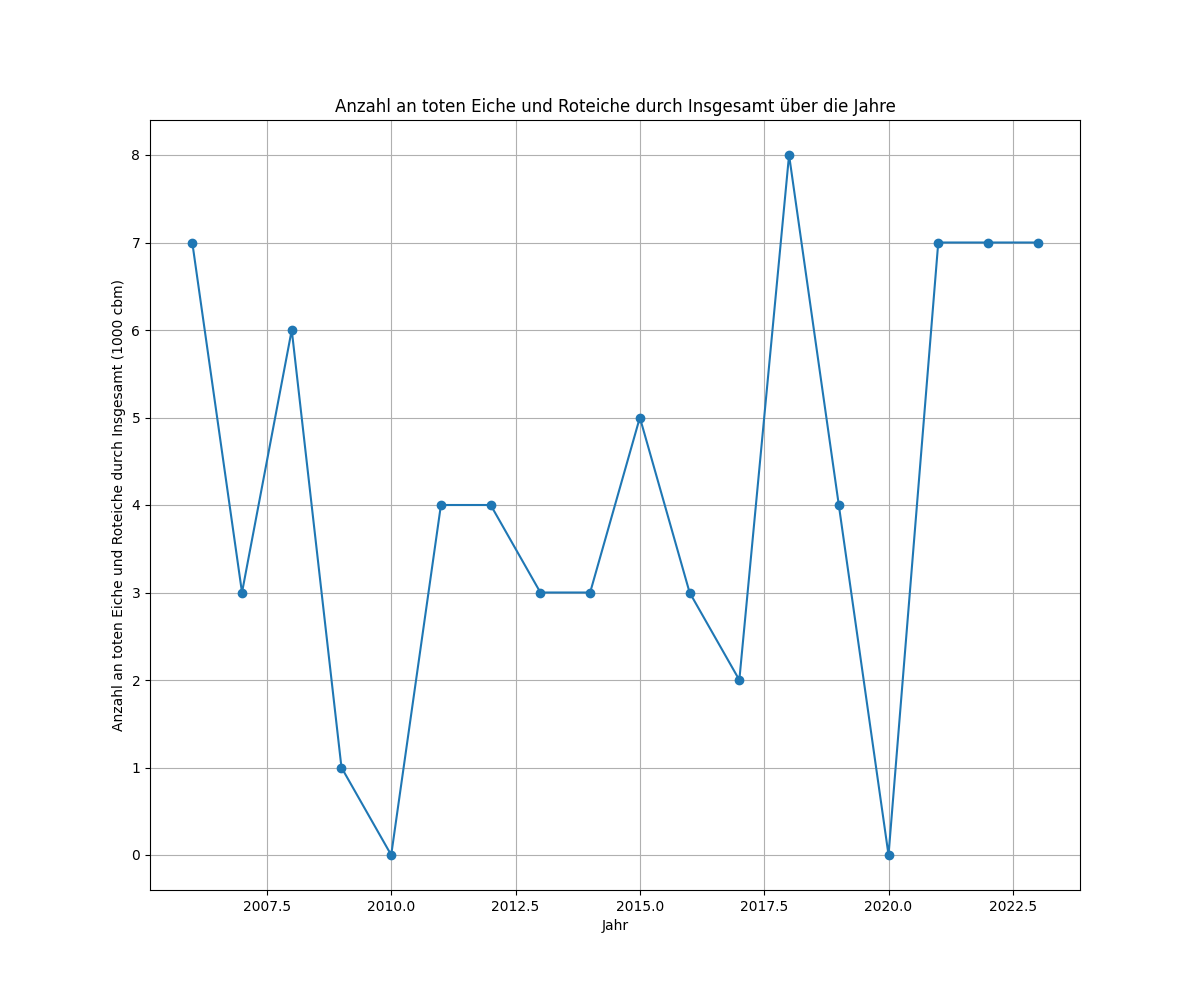 Anzahl an toten Eiche und Roteiche durch Insgesamt über die Jahre
Anzahl an toten Eiche und Roteiche durch Insgesamt (1000 cbm)
8
7
6
5
4
3
2
1
0
2007.5 2010.0 2012.5 2015.0 2017.5 2020.0 2022.5
Jahr